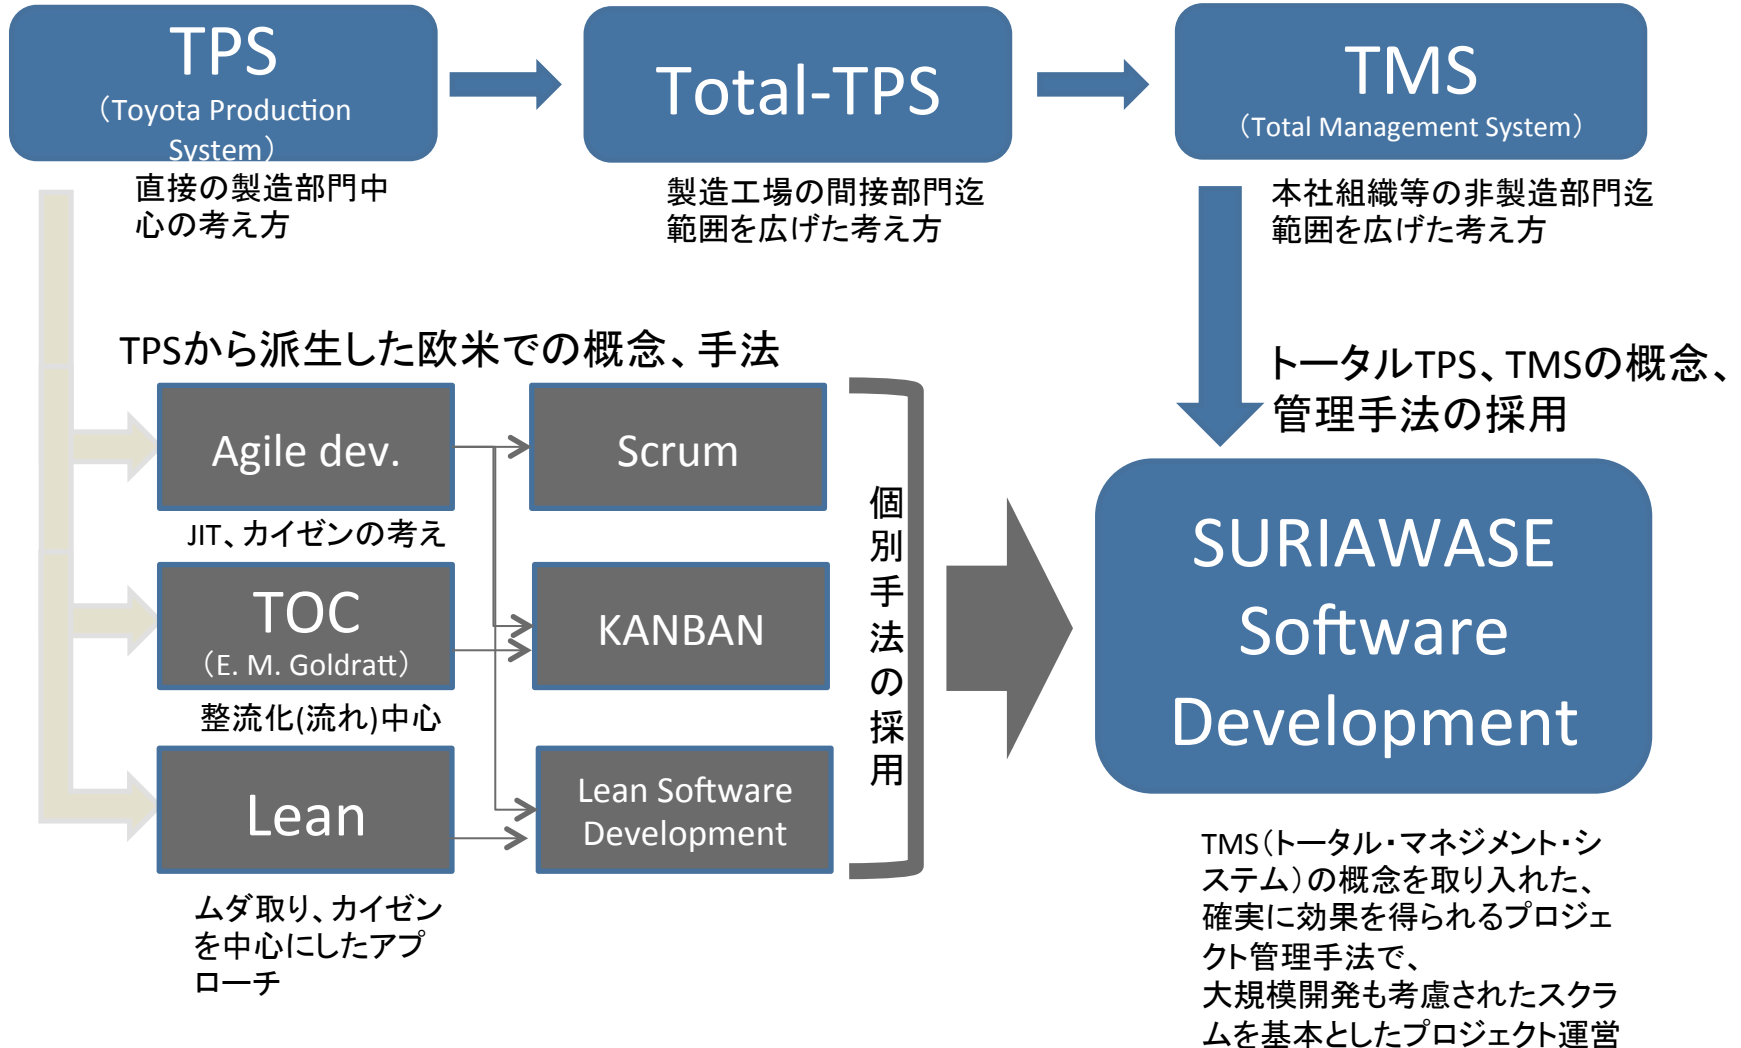 TPS
（Toyota Production
System）
直接の製造部門中
心の考え方
Total-TPS
製造工場の間接部門迄
範囲を広げた考え方
TMS
（Total Management System）
本社組織等の非製造部門迄
範囲を広げた考え方
TPSから派生した欧米での概念、手法
Agile dev.
JIT、カイゼンの考え
TOC
（E. M. Goldratt）
整流化(流れ)中心
Lean
ムダ取り、カイゼン
を中心にしたアプ
ローチ
Scrum
KANBAN
Lean Software
Development
個別手法の採用
トータルTPS、TMSの概念、
管理手法の採用
SURIAWASE
Software
Development
TMS（トータル・マネジメント・シ
ステム）の概念を取り入れた、
確実に効果を得られるプロジェ
クト管理手法で、
大規模開発も考慮されたスクラ
ムを基本としたプロジェクト運営